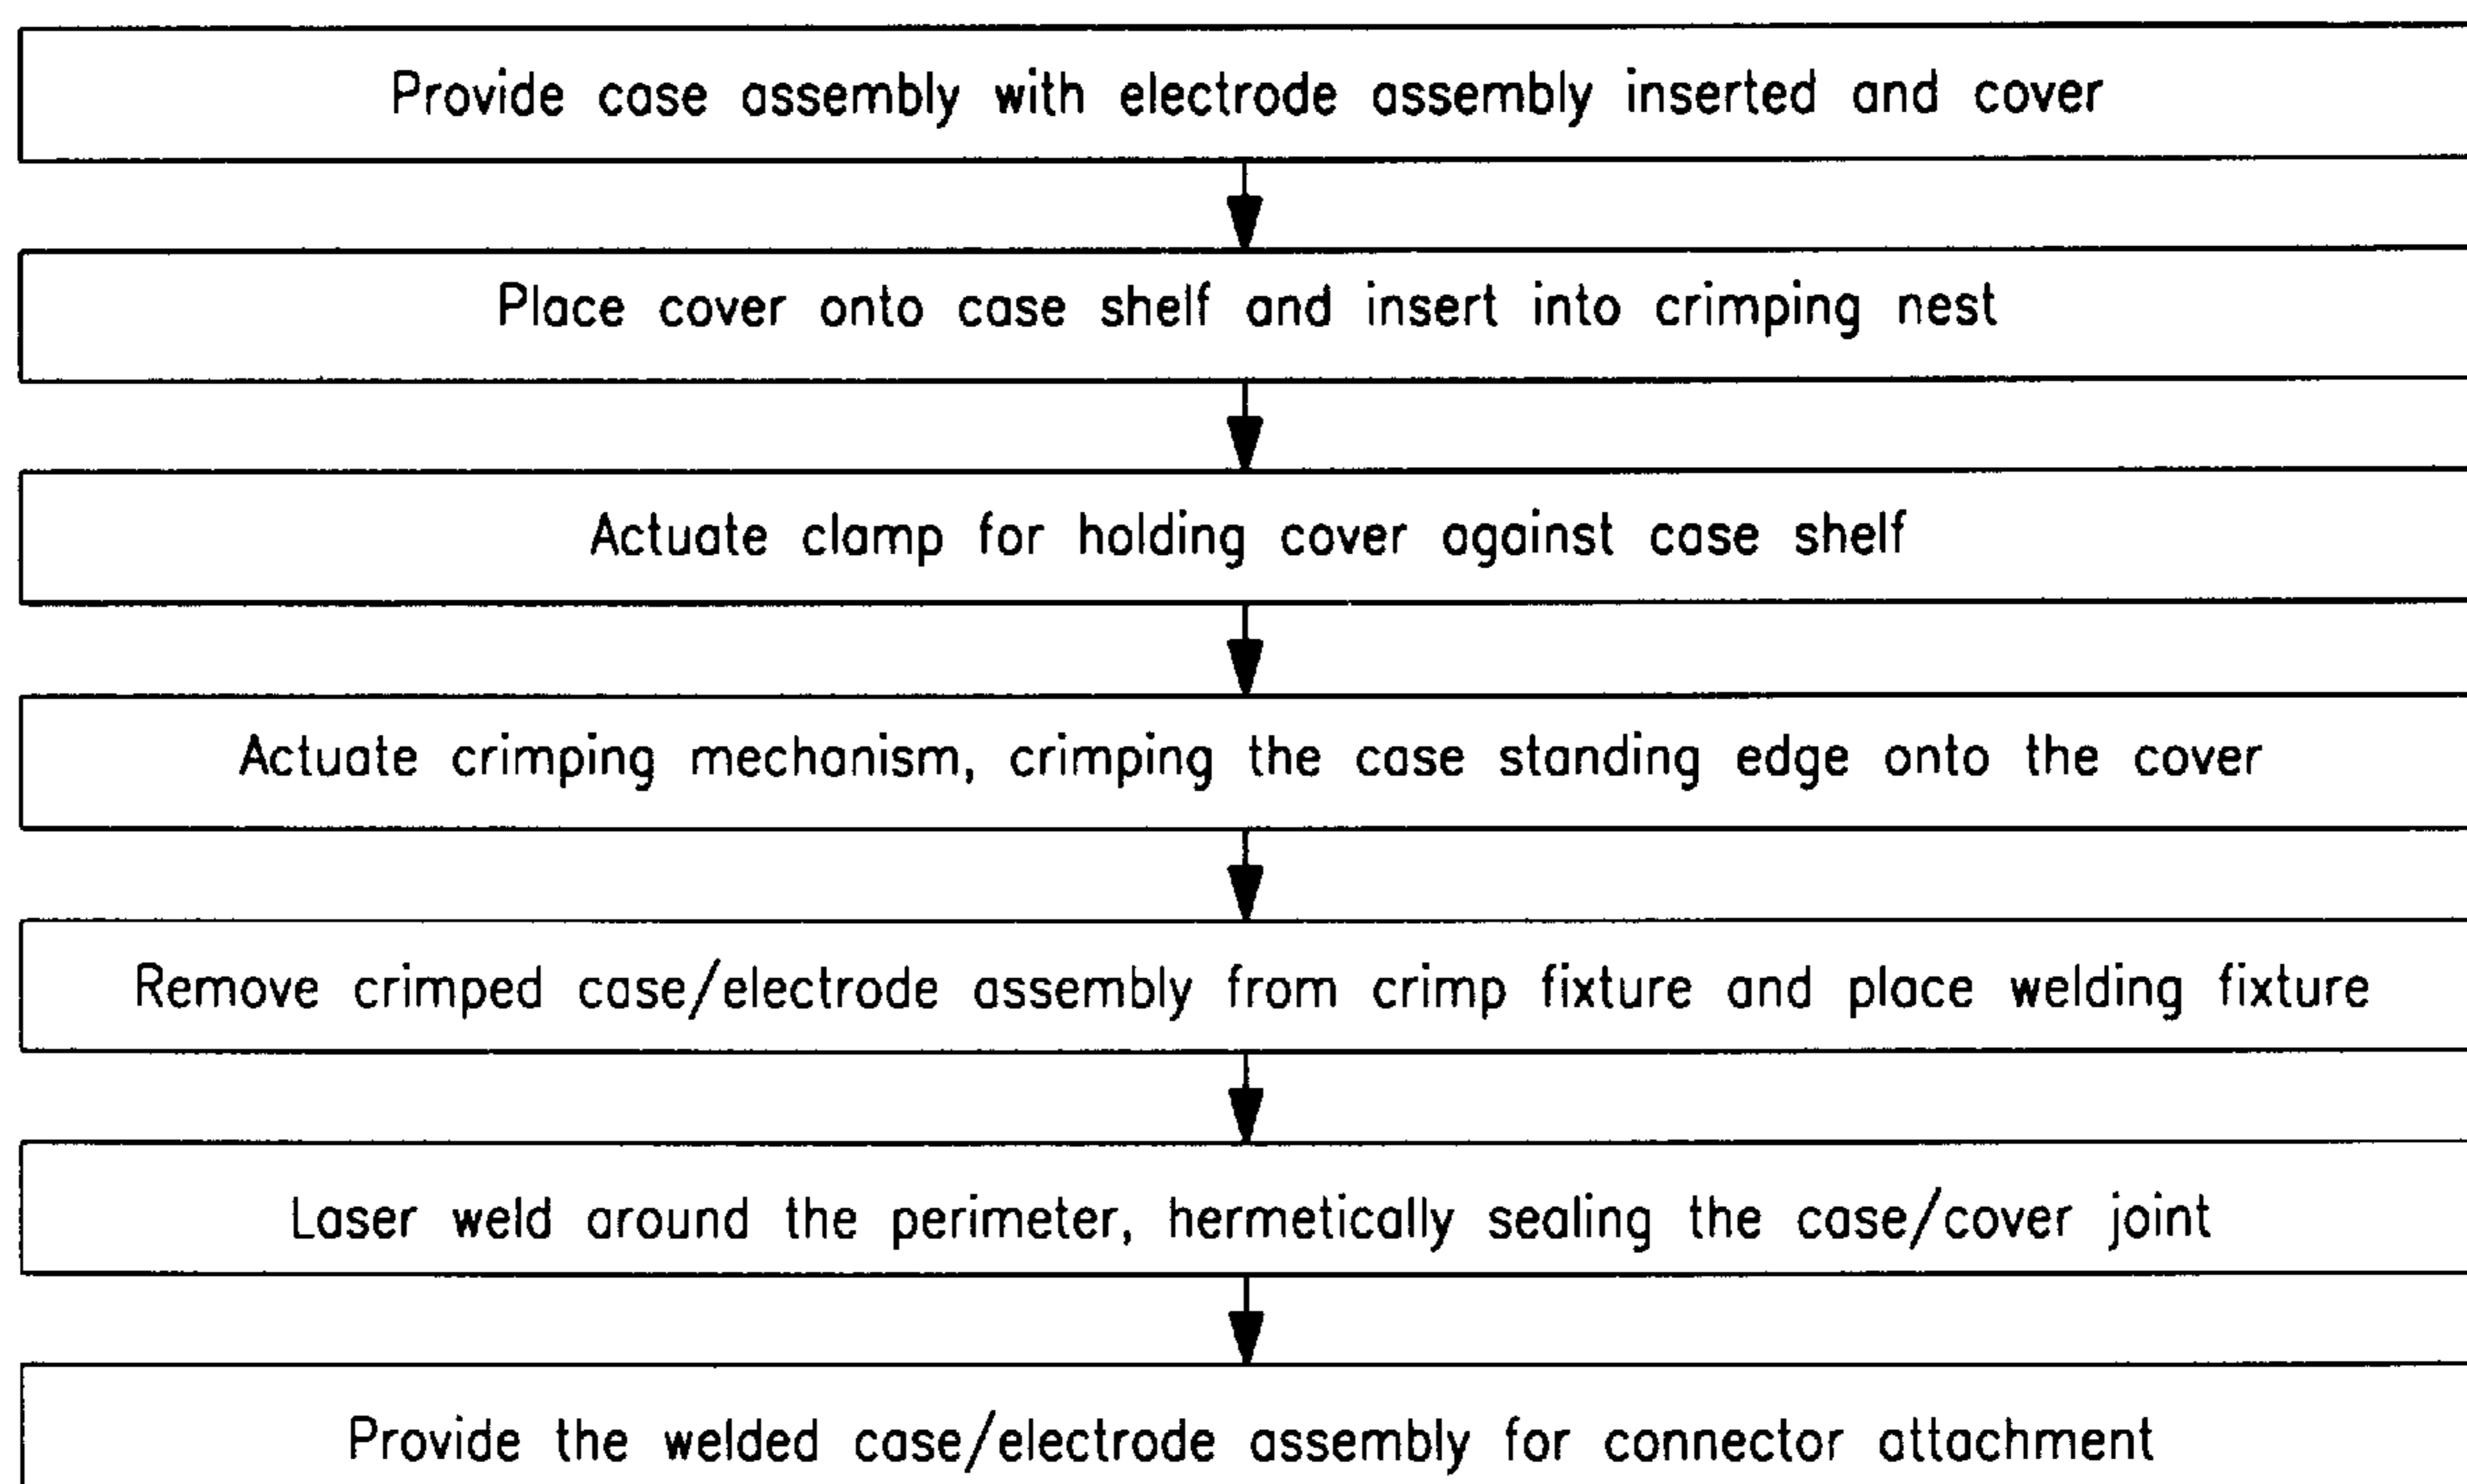 Provide case assembly with electrode assembly inserted and cover
Place cover onto case shelf and insert into crimping nest
Actuate clamp for holding cover against case shelf
Actuate crimping mechanism, crimping the case standing edge onto the cover
Remove crimped case/electrode assembly from crimp fixture and place welding fixture
Laser weld around the perimeter, hermetically sealing the case/cover joint
Provide the welded case/electrode assembly for connector attachment